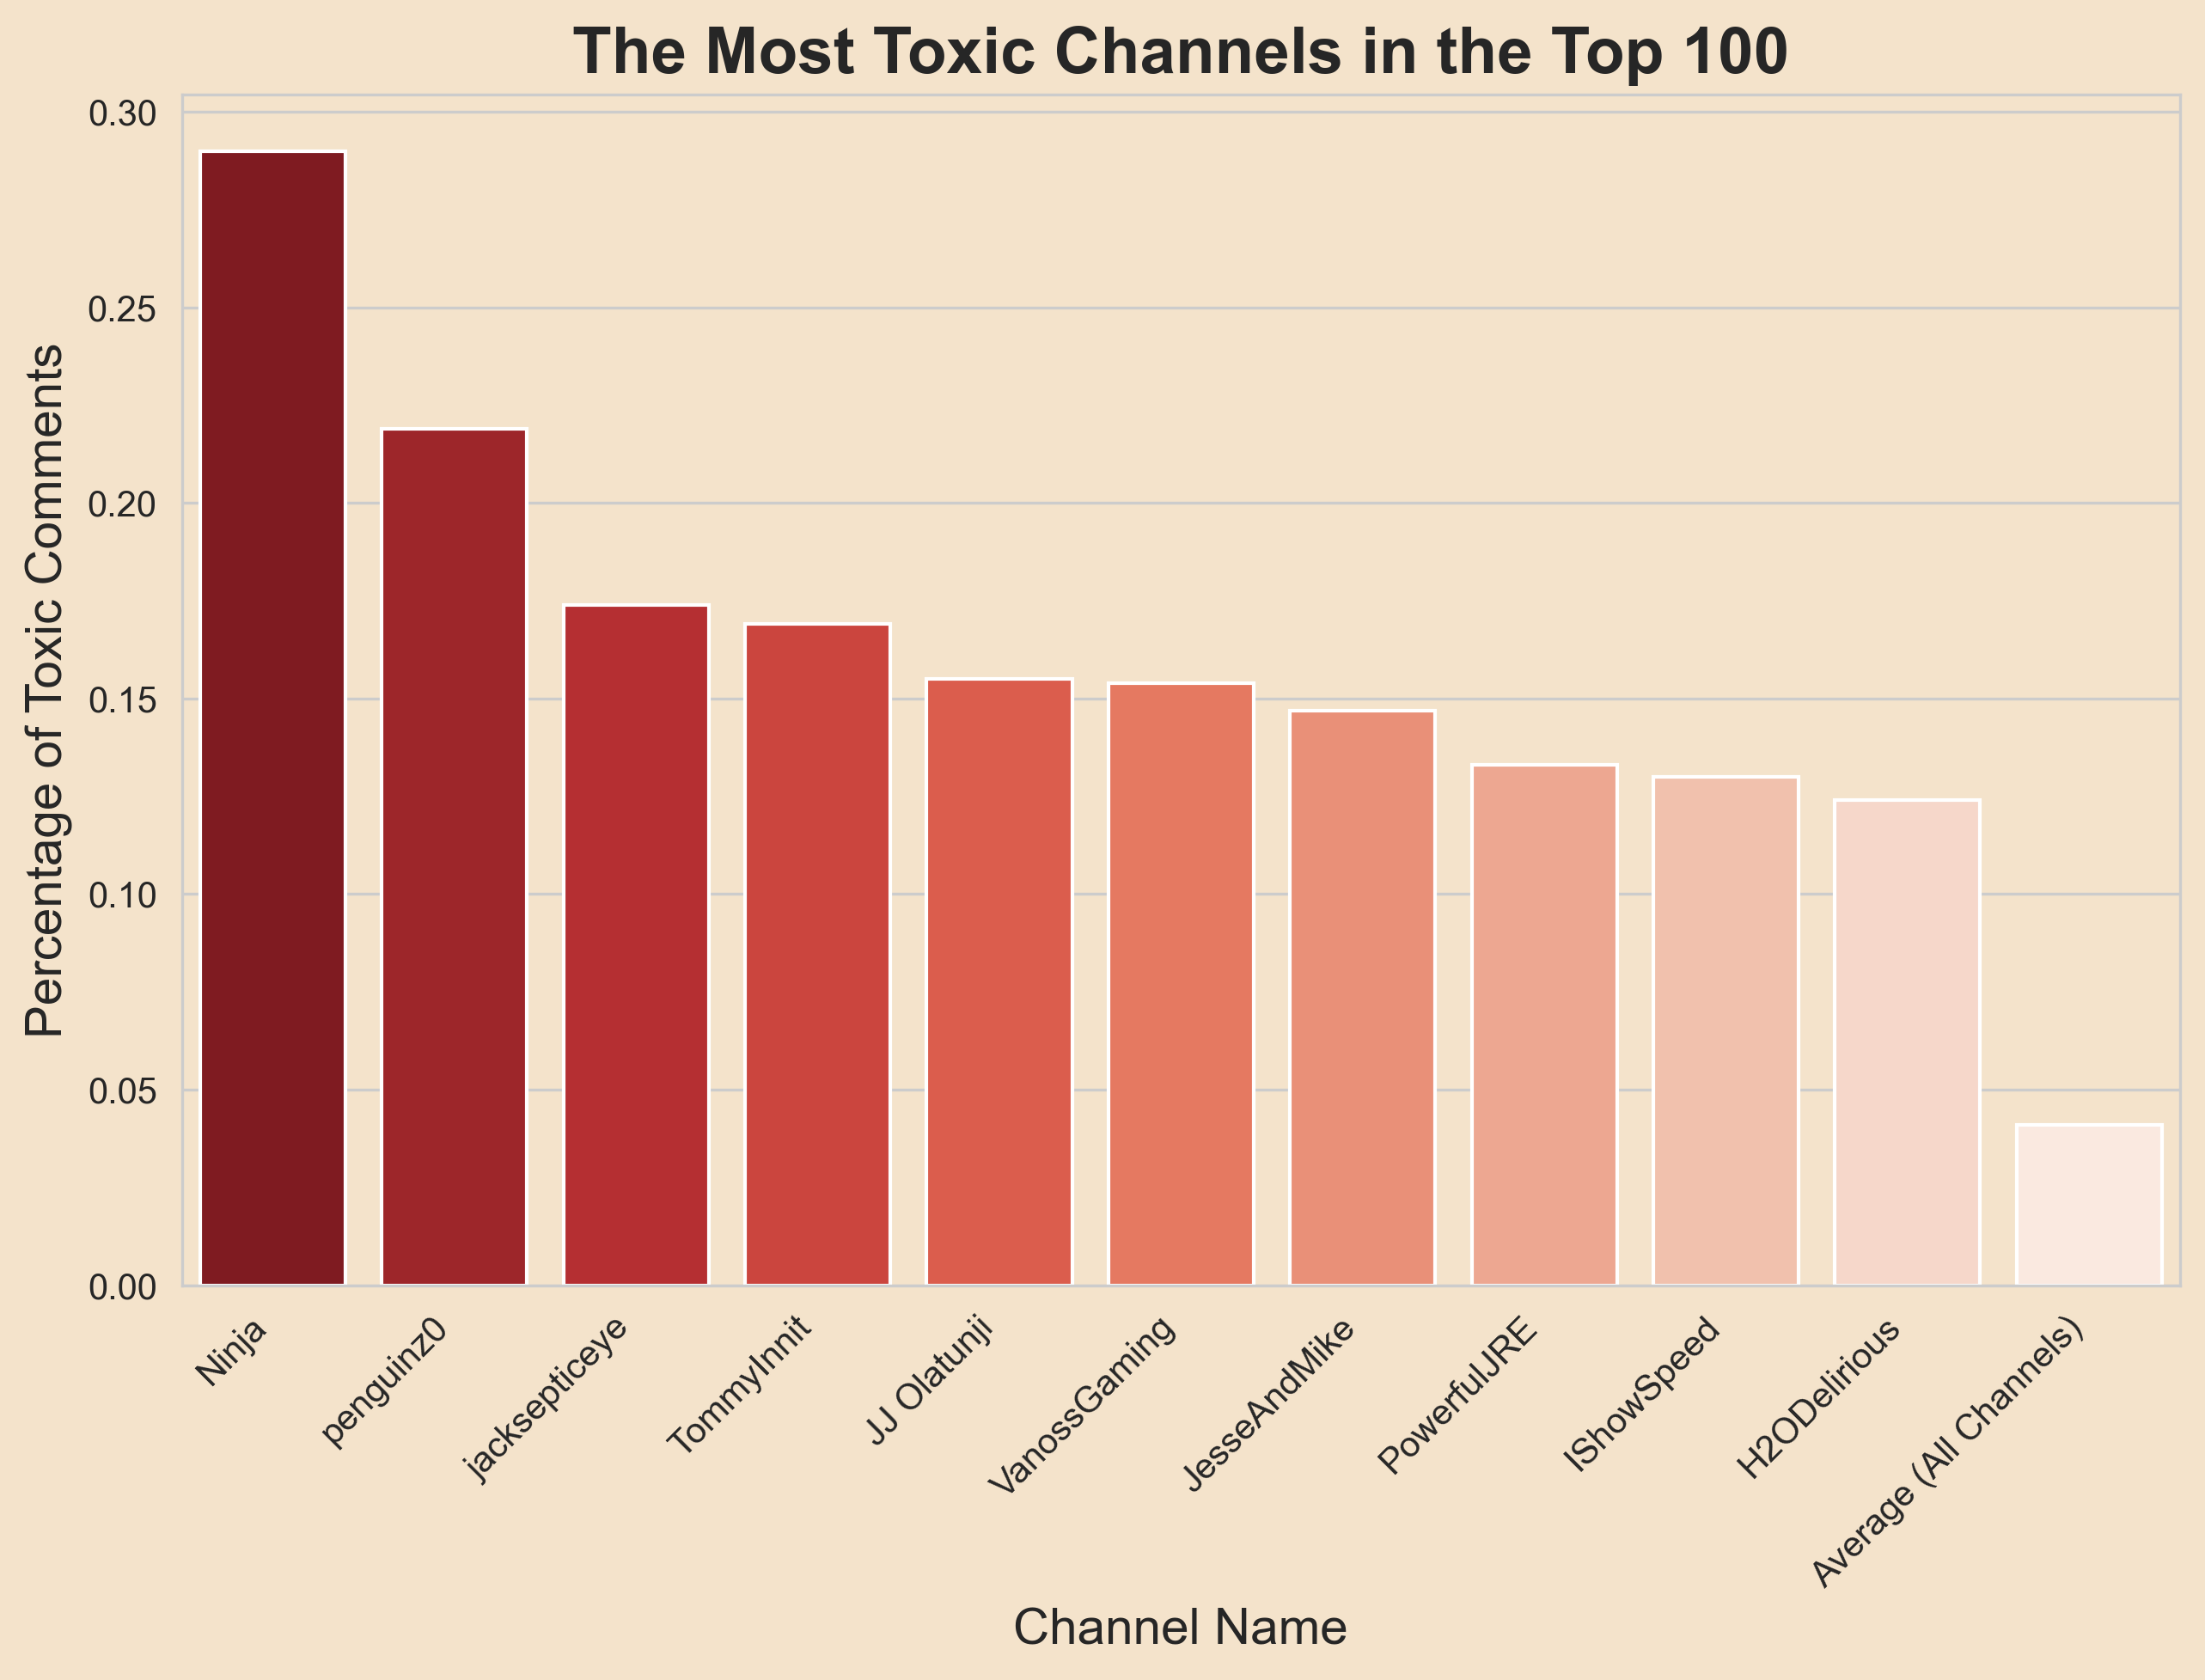 The Most Toxic Channels in the Top 100
Percentage of Toxic Comments
0.30
0.25
0.20
0.15
0.10
0.05
0.00
Ninja
penguinz0
jacksepticeye
TommyInnit
JJ Olatunji
VanossGaming
JesseAndMike
PowerfulJRE
IShowSpeed
H2ODelirious
Average (All Channels)
Channel Name